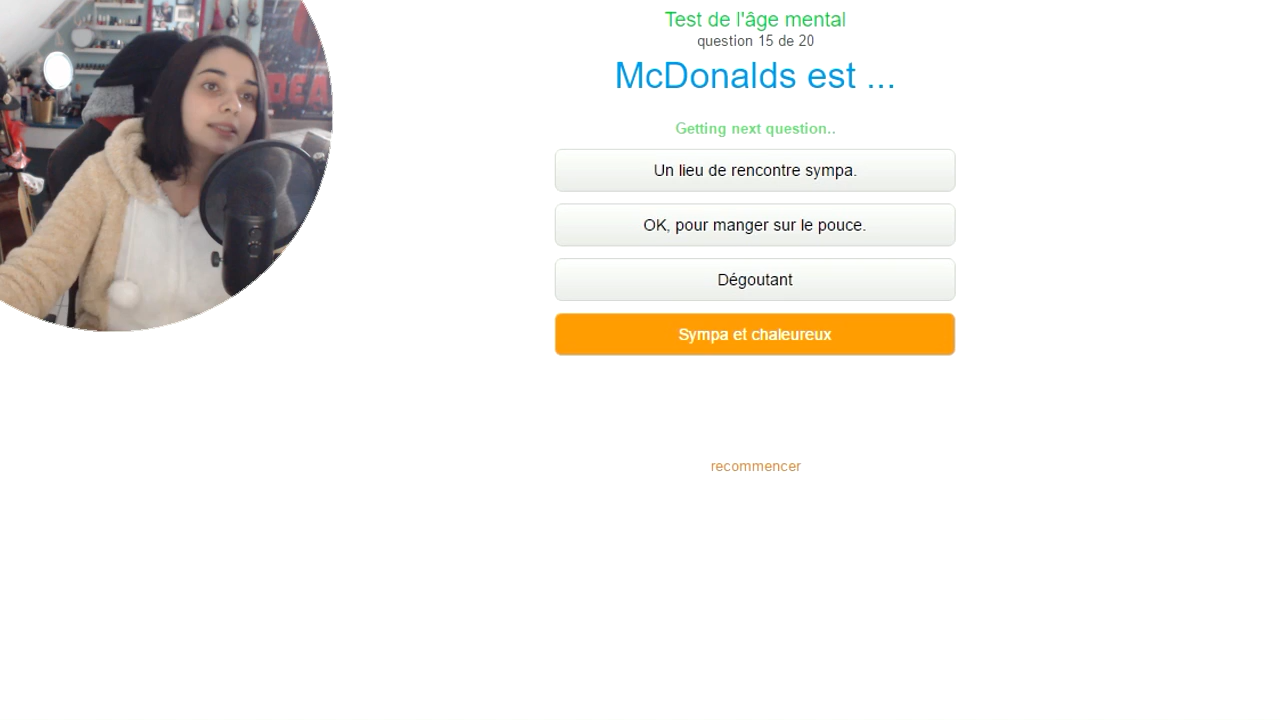 Test de l'âge mental
question 15 de 20
McDonalds est ...
Getting next question..
Un lieu de rencontre sympa.
OK, pour manger sur le pouce.
Dégoutant
Sympa et chaleureux
recommencer
DEA